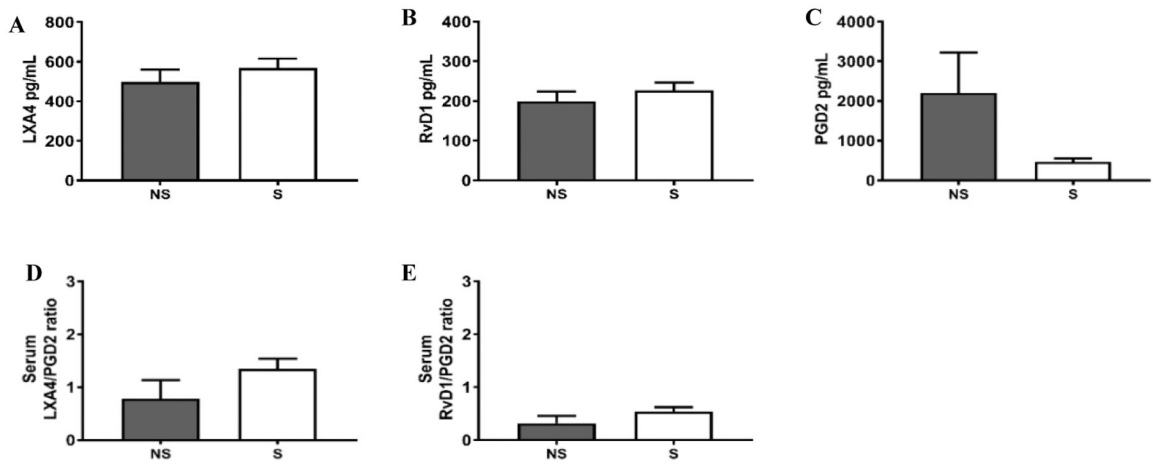 A
LXA4 pg/mL
800
600
400
200
0
NS
S
B
RvD1 pg/mL
400
300
200
100
0
NS
S
C
PGD2 pg/mL
4000
3000
2000
1000
0
NS
S
D
Serum
LXA4/PGD2 ratio
3
2
1
0
NS
S
E
Serum
RvD1/PGD2 ratio
3
2
1
0
NS
S